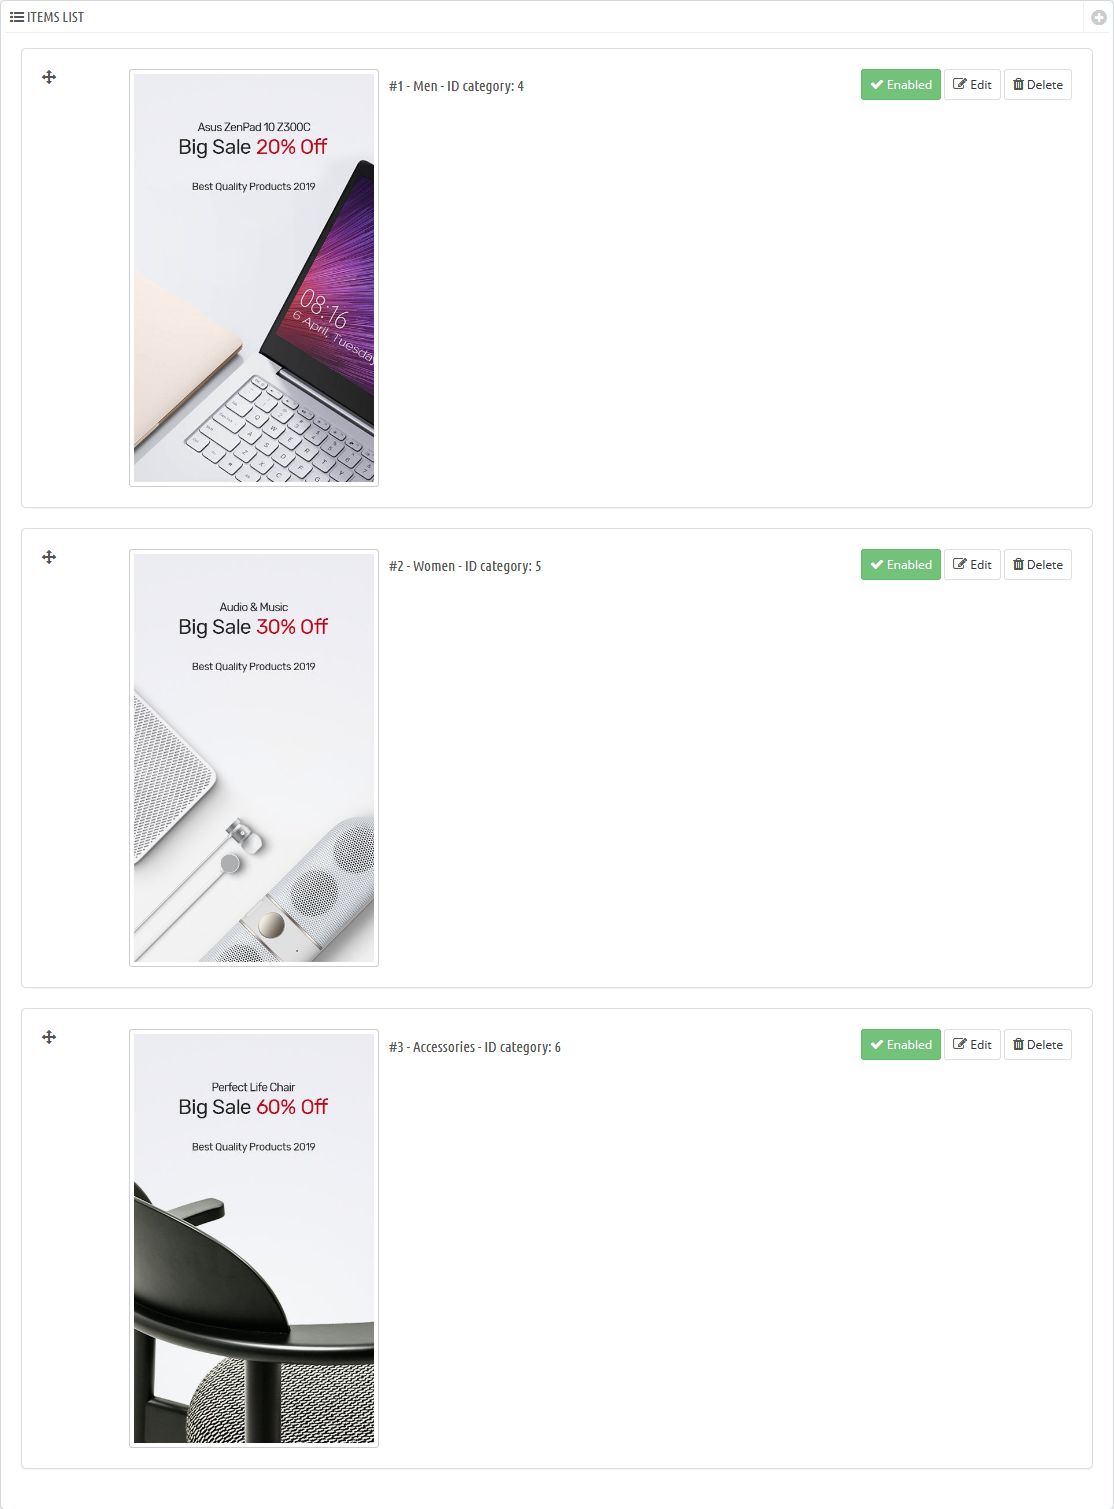 ITEMS LIST
#1 - Men - ID category: 4
Enabled
Edit
Delete
Asus ZenPad 10 Z300C
Big Sale 20% Off
Best Quality Products 2019
08:16
6 April, Tuesday
#2 - Women - ID category: 5
Enabled
Edit
Delete
Audio & Music
Big Sale 30% Off
Best Quality Products 2019
#3 - Accessories - ID category: 6
Enabled
Edit
Delete
Perfect Life Chair
Big Sale 60% Off
Best Quality Products 2019